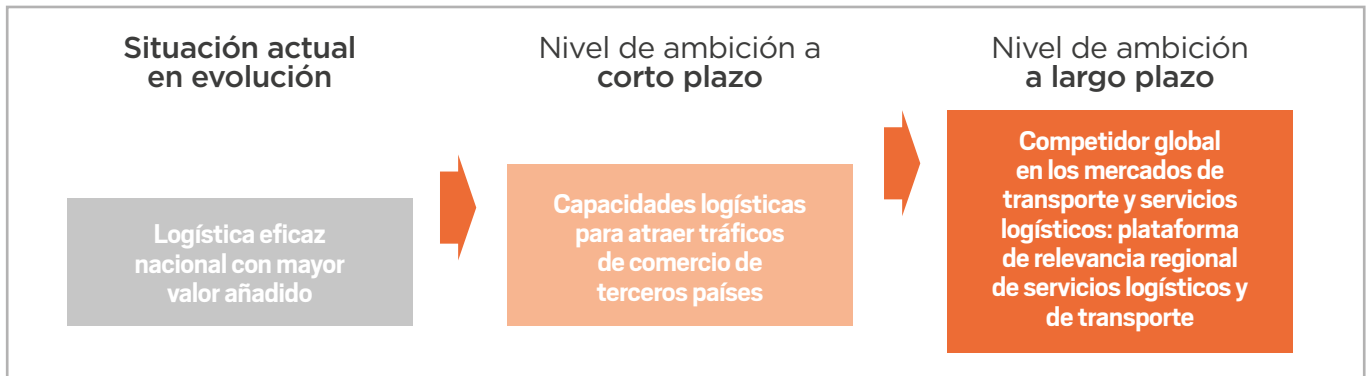 Situación actual
en evolución
Nivel de ambición a
corto plazo
Nivel de ambición
a largo plazo
Logística eficaz
nacional con mayor
valor añadido
Capacidades logísticas
para atraer tráficos
de comercio de
terceros países
Competidor global
en los mercados de
transporte y servicios
logísticos: plataforma
de relevancia regional
de servicios logísticos y
de transporte